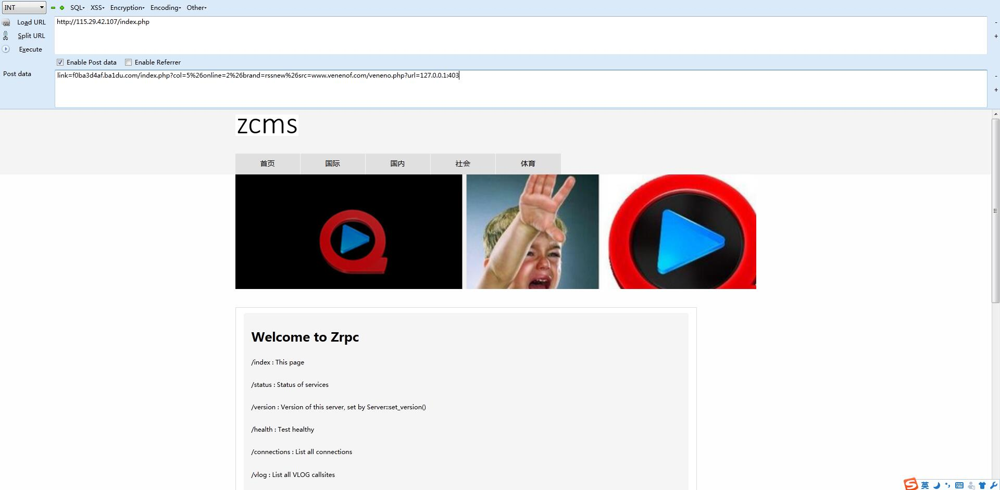 INT SQL XSS Encryption Encoding Other
Load URL http://115.29.42.107/index.php -
Split URL +
Execute
Enable Post data Enable Referrer
Post data link=f0ba3d4af.ba1du.com/index.php?col=5%26online=2%26brand=rssnew%26src=www.venenof.com/veneno.php?url=127.0.0.1:403 -
+
zcms
首页 国际 国内 社会 体育
Welcome to Zrpc
/index : This page
/status : Status of services
/version : Version of this server, set by Server::set_version()
/health : Test healthy
/connections : List all connections
/vlog : List all VLOG callsites
S 英